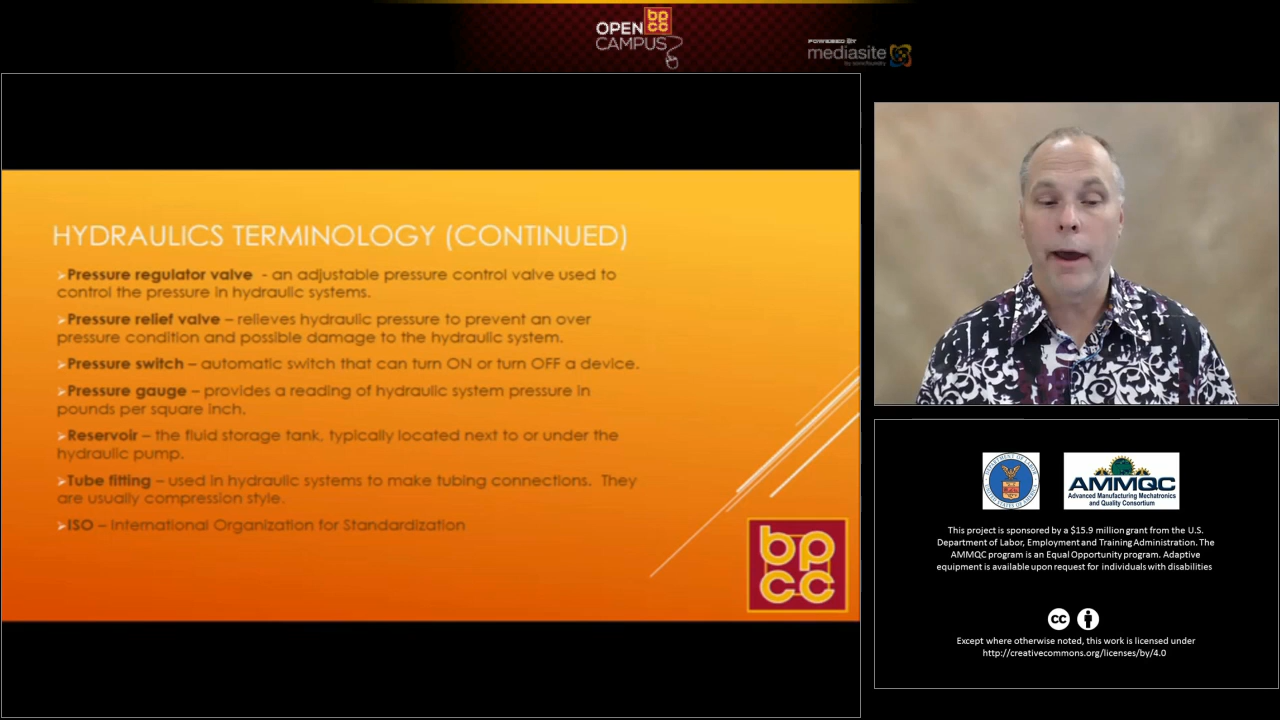 OPEN bp cc
CAMPUS
POWERED BY
mediasite
by sonicfoundry
HYDRAULICS TERMINOLOGY (CONTINUED)
Pressure regulator valve - an adjustable pressure control valve used to
control the pressure in hydraulic systems.
Pressure relief valve – relieves hydraulic pressure to prevent an over
pressure condition and possible damage to the hydraulic system.
Pressure switch – automatic switch that can turn ON or turn OFF a device.
Pressure gauge – provides a reading of hydraulic system pressure in
pounds per square inch.
Reservoir – the fluid storage tank, typically located next to or under the
hydraulic pump.
Tube fitting – used in hydraulic systems to make tubing connections. They
are usually compression style.
ISO – International Organization for Standardization
bp
cc
AMMQC
Advanced Manufacturing Mechatronics
and Quality Consortium
This project is sponsored by a $15.9 million grant from the U.S.
Department of Labor, Employment and Training Administration. The
AMMQC program is an Equal Opportunity program. Adaptive
equipment is available upon request for individuals with disabilities
cc
Except where otherwise noted, this work is licensed under
http://creativecommons.org/licenses/by/4.0